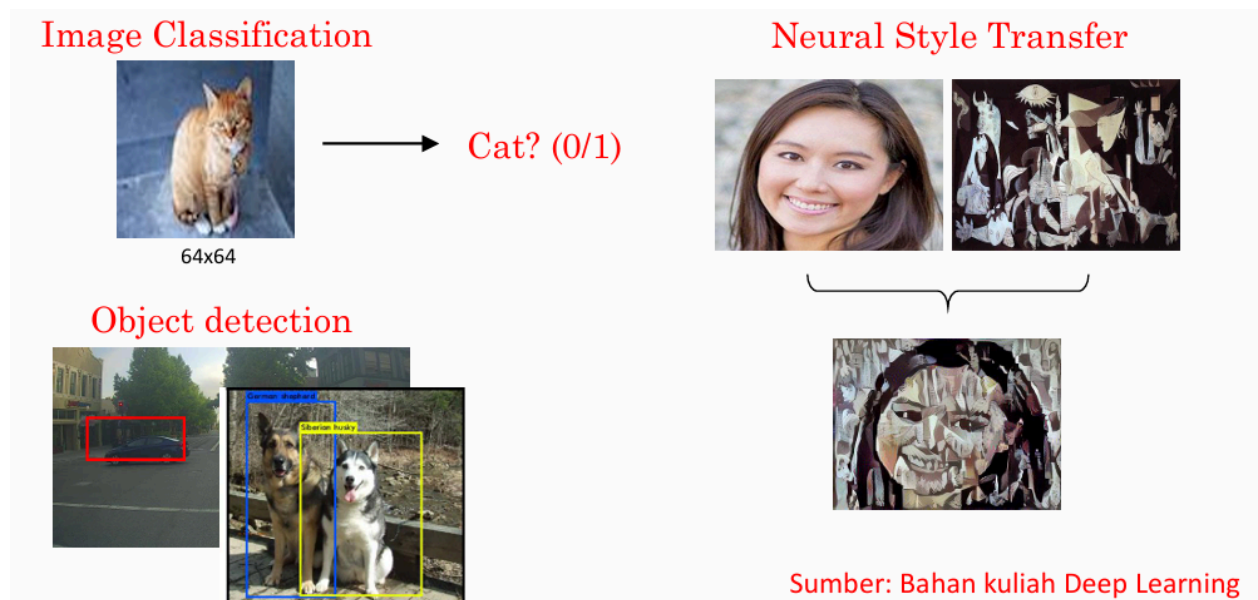 Image Classification
Cat? (0/1)
64x64
Object detection
German shepherd
Siberian husky
Neural Style Transfer
Sumber: Bahan kuliah Deep Learning